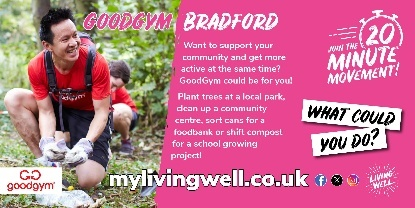 GOODGYM BRADFORD
Want to support your
community and get more
active at the same time?
GoodGym could be for you!
Plant trees at a local park,
clean up a community
centre, sort cans for a
foodbank or shift compost
for a school growing
project!
JOIN THE
20
MINUTE
MOVEMENT!
WHAT COULD
YOU DO?
goodgym
goodgym®
mylivingwell.co.uk
LIVING
WELL